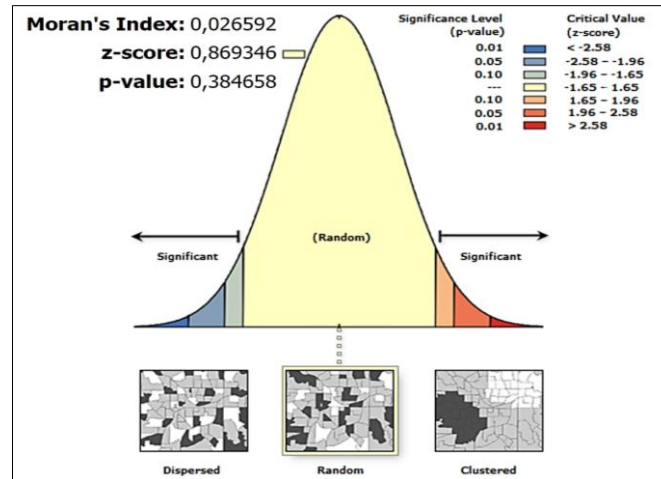 Moran's Index: 0,026592
z-score: 0,869346
p-value: 0,384658
Significance Level
(p-value)
Critical Value
(z-score)
0.01 < -2.58
0.05 -2.58 – -1.96
0.10 -1.96 – -1.65
--- -1.65 – 1.65
0.10 1.65 – 1.96
0.05 1.96 – 2.58
0.01 > 2.58
(Random)
Significant
Significant
Dispersed
Random
Clustered